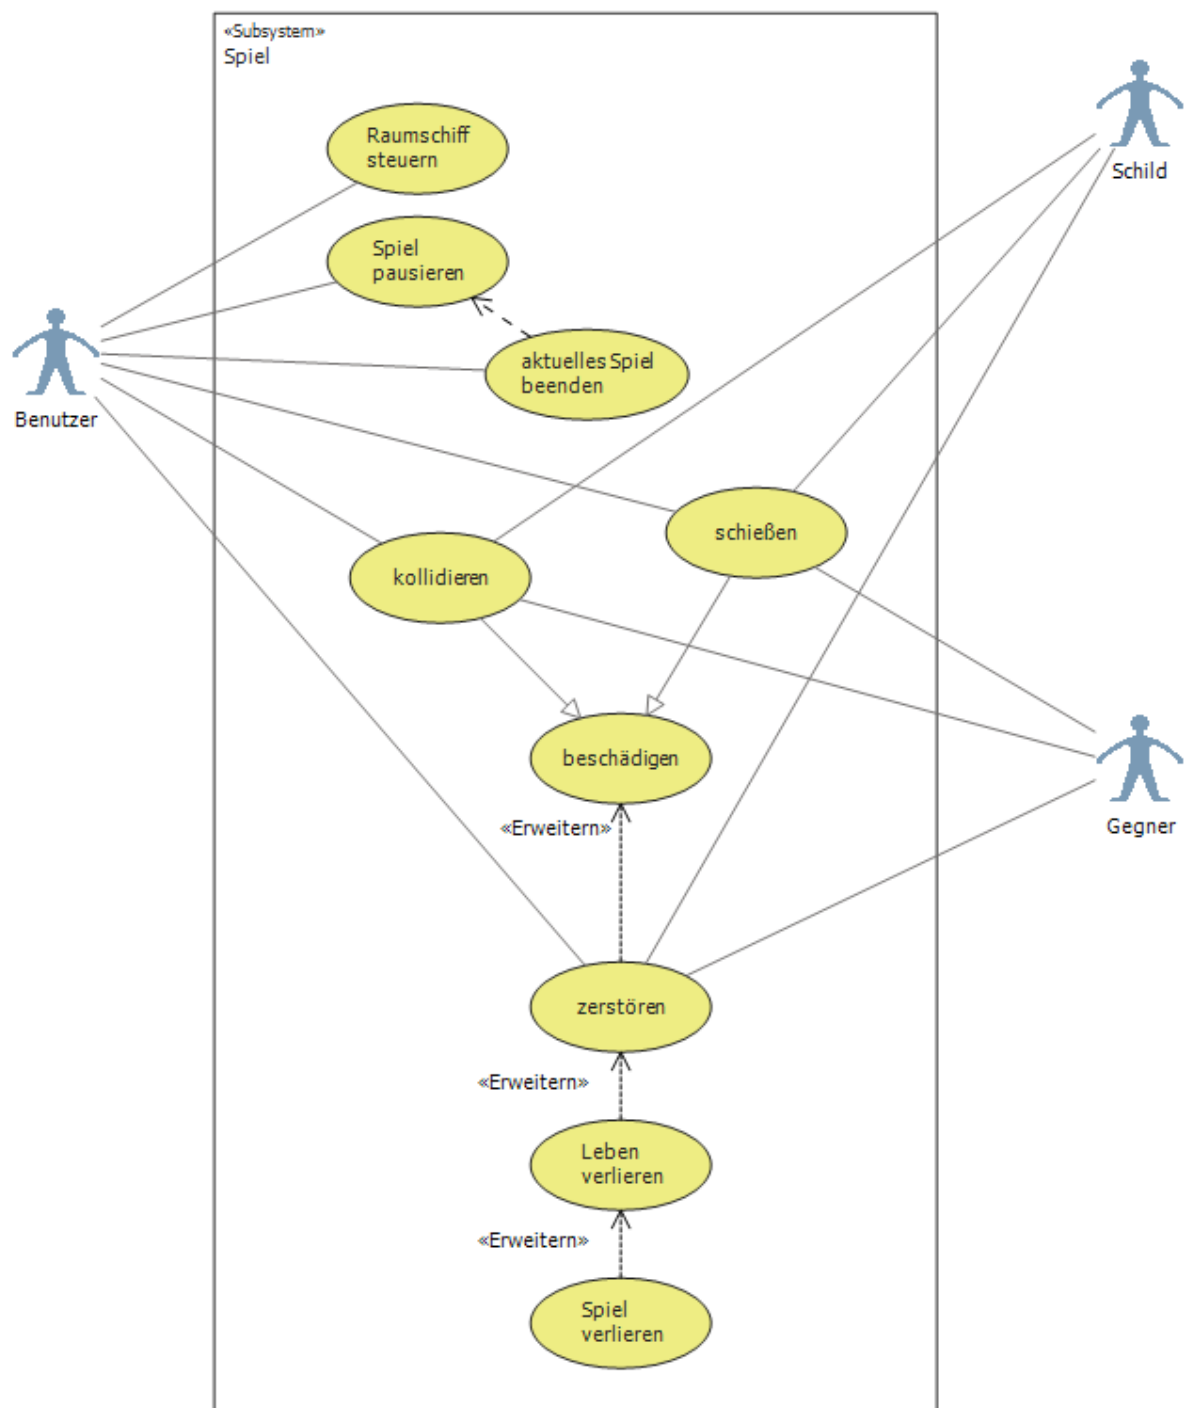 «Subsystem»
Spiel
Schild
Raumschiff
steuern
Spiel
pausieren
aktuelles Spiel
beenden
Benutzer
schießen
kollidieren
beschädigen
Gegner
«Erweitern»
zerstören
«Erweitern»
Leben
verlieren
«Erweitern»
Spiel
verlieren